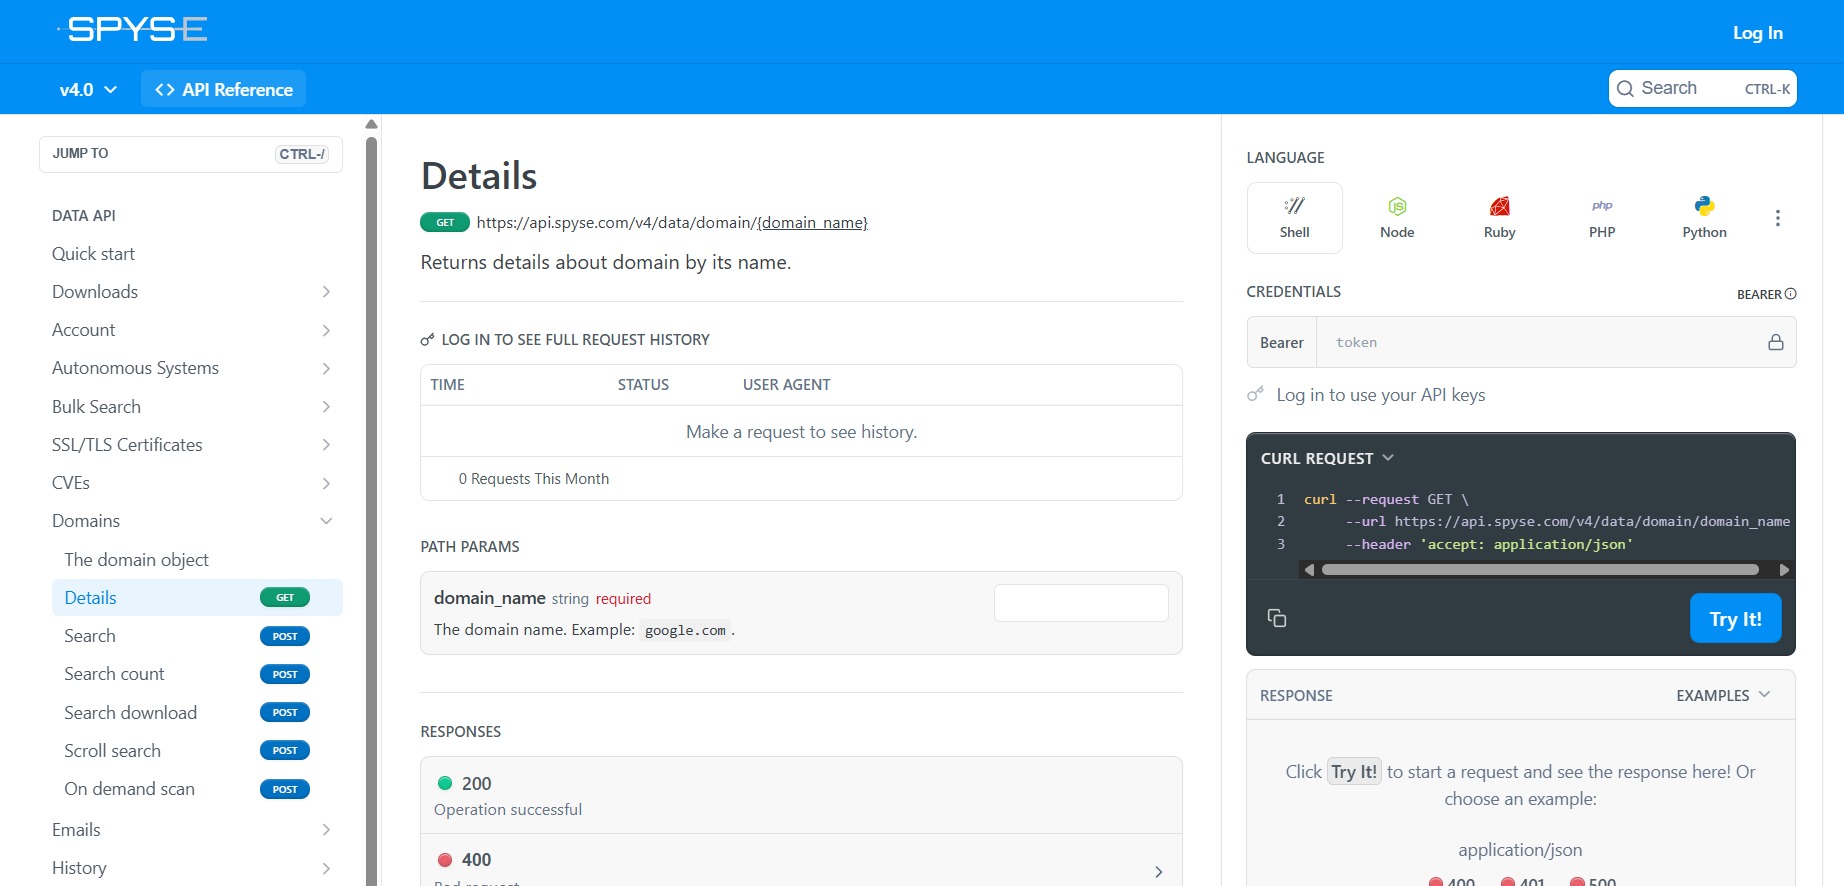 SPYSE
Log In
v4.0
<> API Reference
Search CTRL-K
JUMP TO CTRL-/
DATA API
Quick start
Downloads
Account
Autonomous Systems
Bulk Search
SSL/TLS Certificates
CVEs
Domains
The domain object
Details GET
Search POST
Search count POST
Search download POST
Scroll search POST
On demand scan POST
Emails
History
Details
GET https://api.spyse.com/v4/data/domain/{domain_name}
Returns details about domain by its name.
LOG IN TO SEE FULL REQUEST HISTORY
TIME STATUS USER AGENT
Make a request to see history.
0 Requests This Month
PATH PARAMS
domain_name string required
The domain name. Example: google.com.
RESPONSES
200
Operation successful
400
Bad request
LANGUAGE
Shell Node Ruby php PHP Python
CREDENTIALS BEARER
Bearer token
Log in to use your API keys
CURL REQUEST
1 curl --request GET \
2 --url https://api.spyse.com/v4/data/domain/domain_name
3 --header 'accept: application/json'
Try It!
RESPONSE EXAMPLES
Click Try It! to start a request and see the response here! Or
choose an example:
application/json
400 401 500